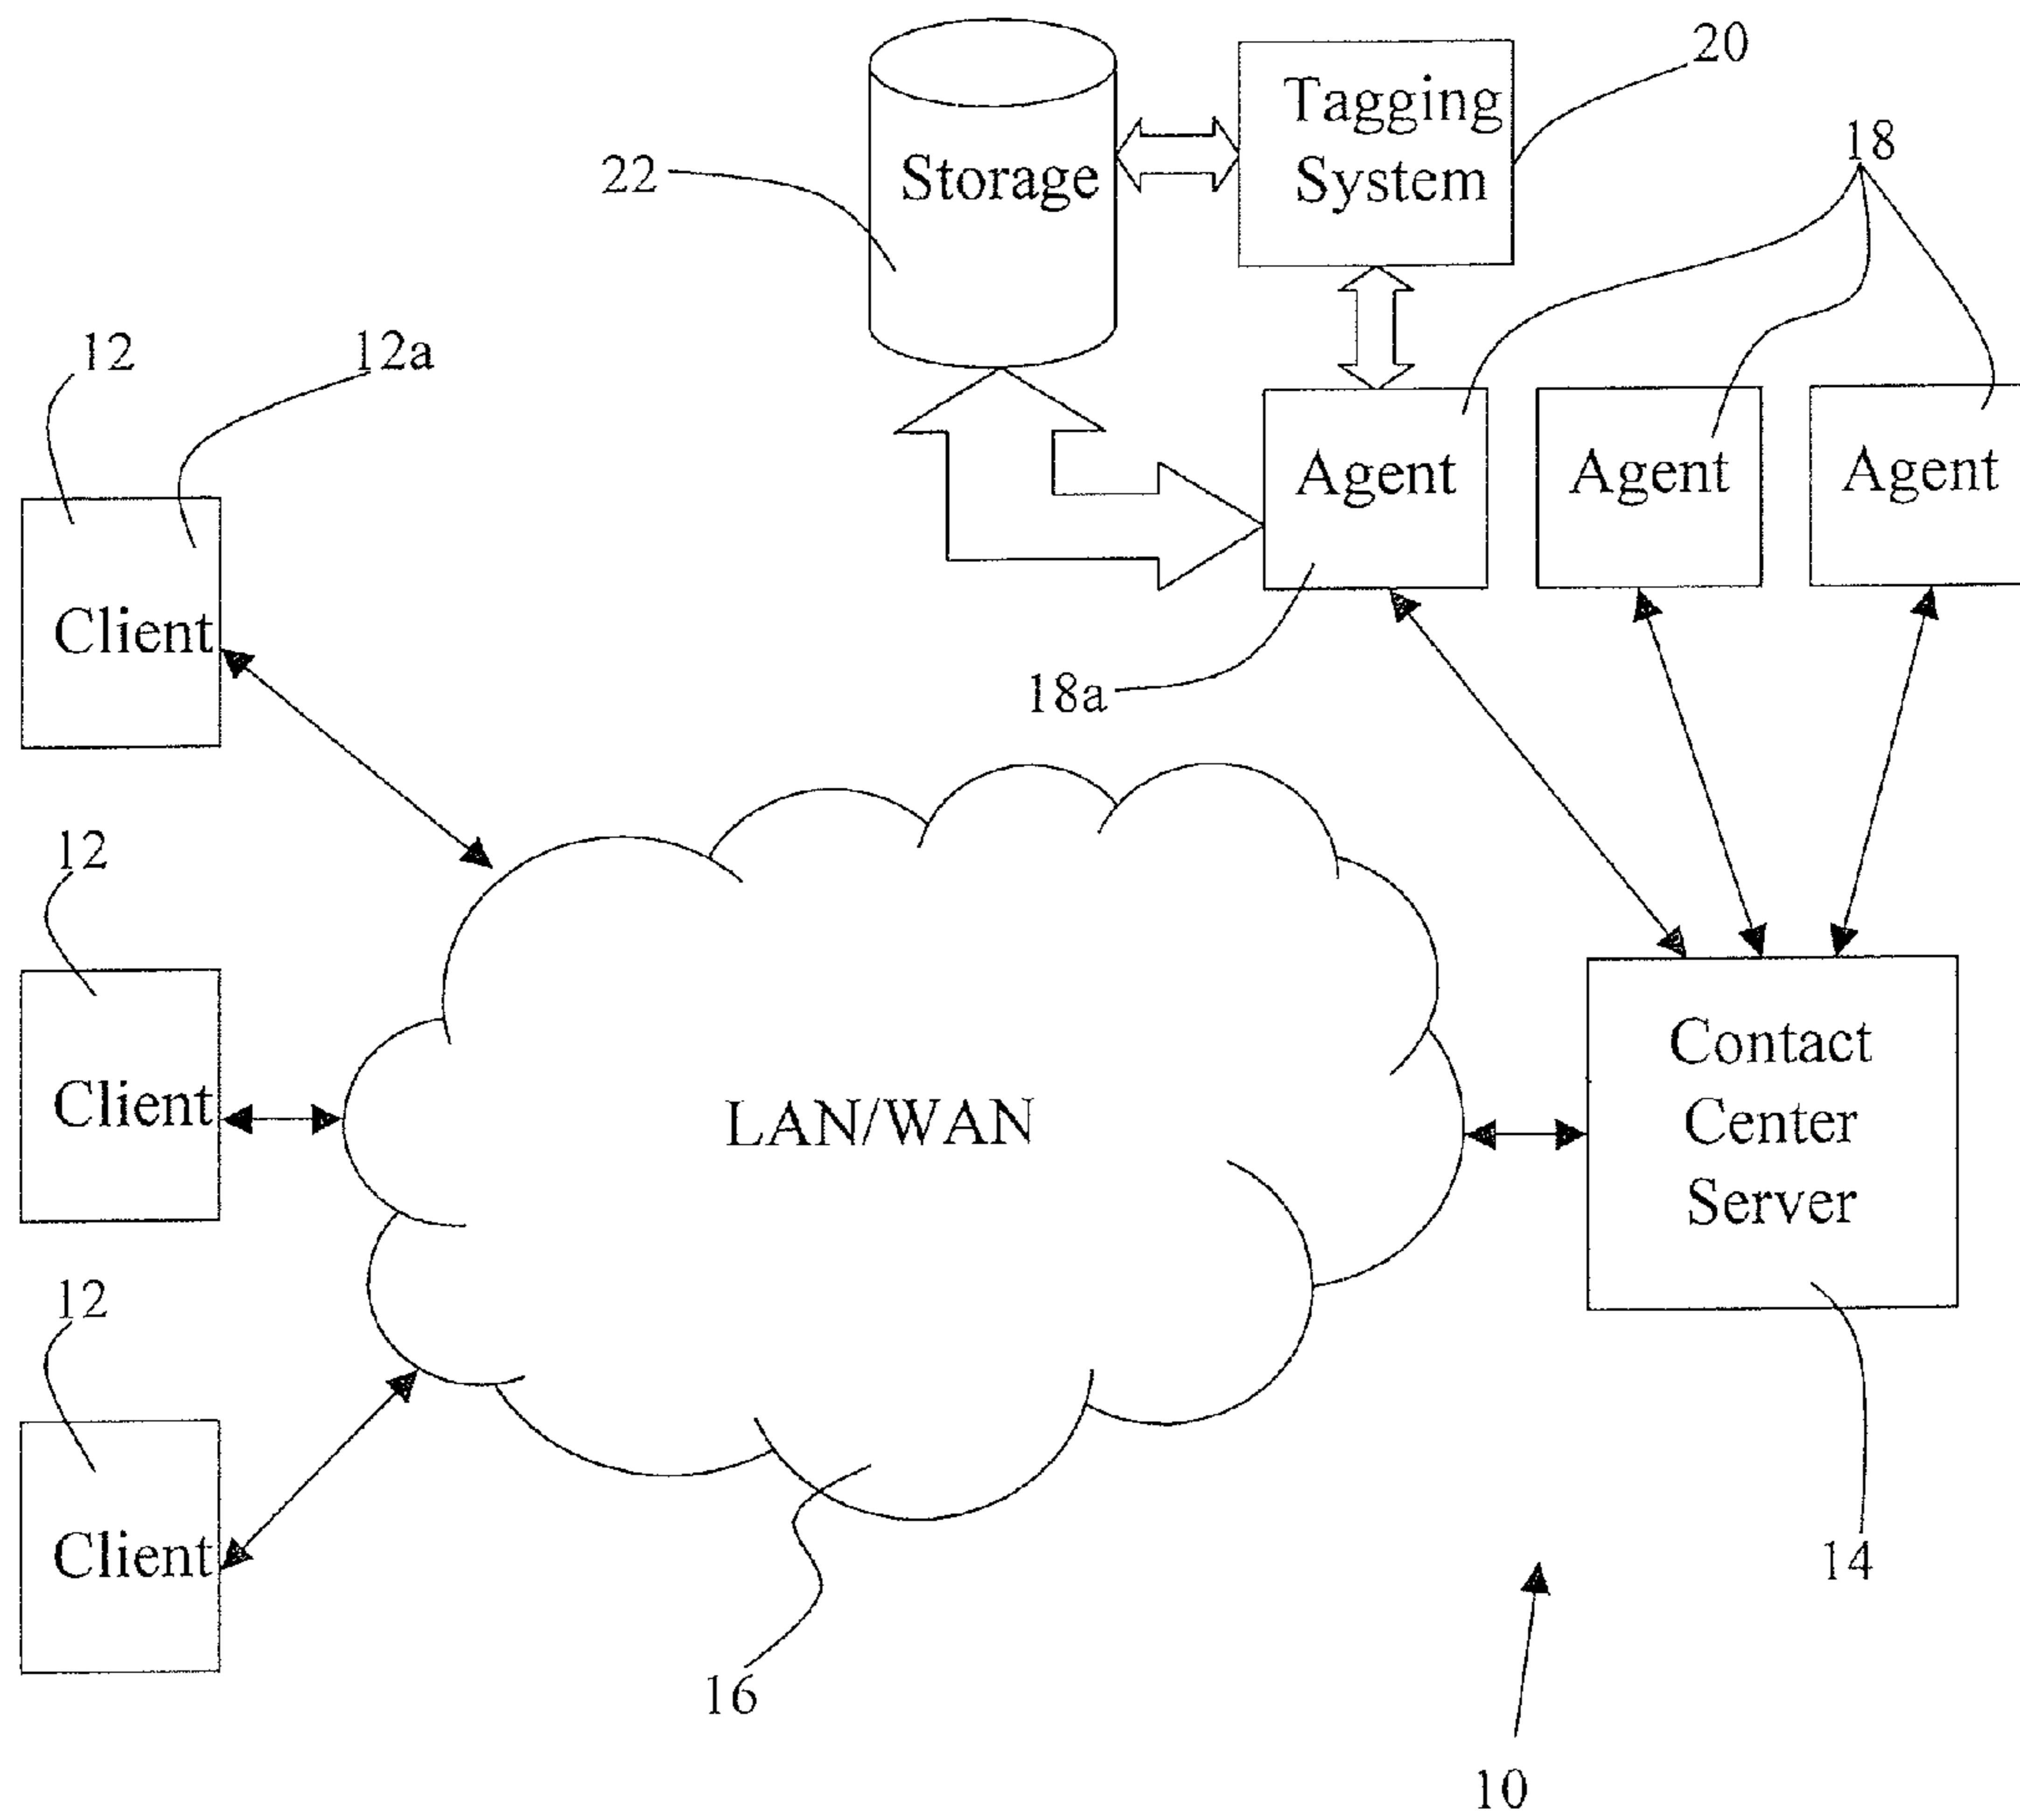 20
Tagging
System
18
Storage
22
12
12a
Agent
Agent
Agent
Client
18a
12
Client
LAN/WAN
Contact
Center
Server
12
Client
14
16
10